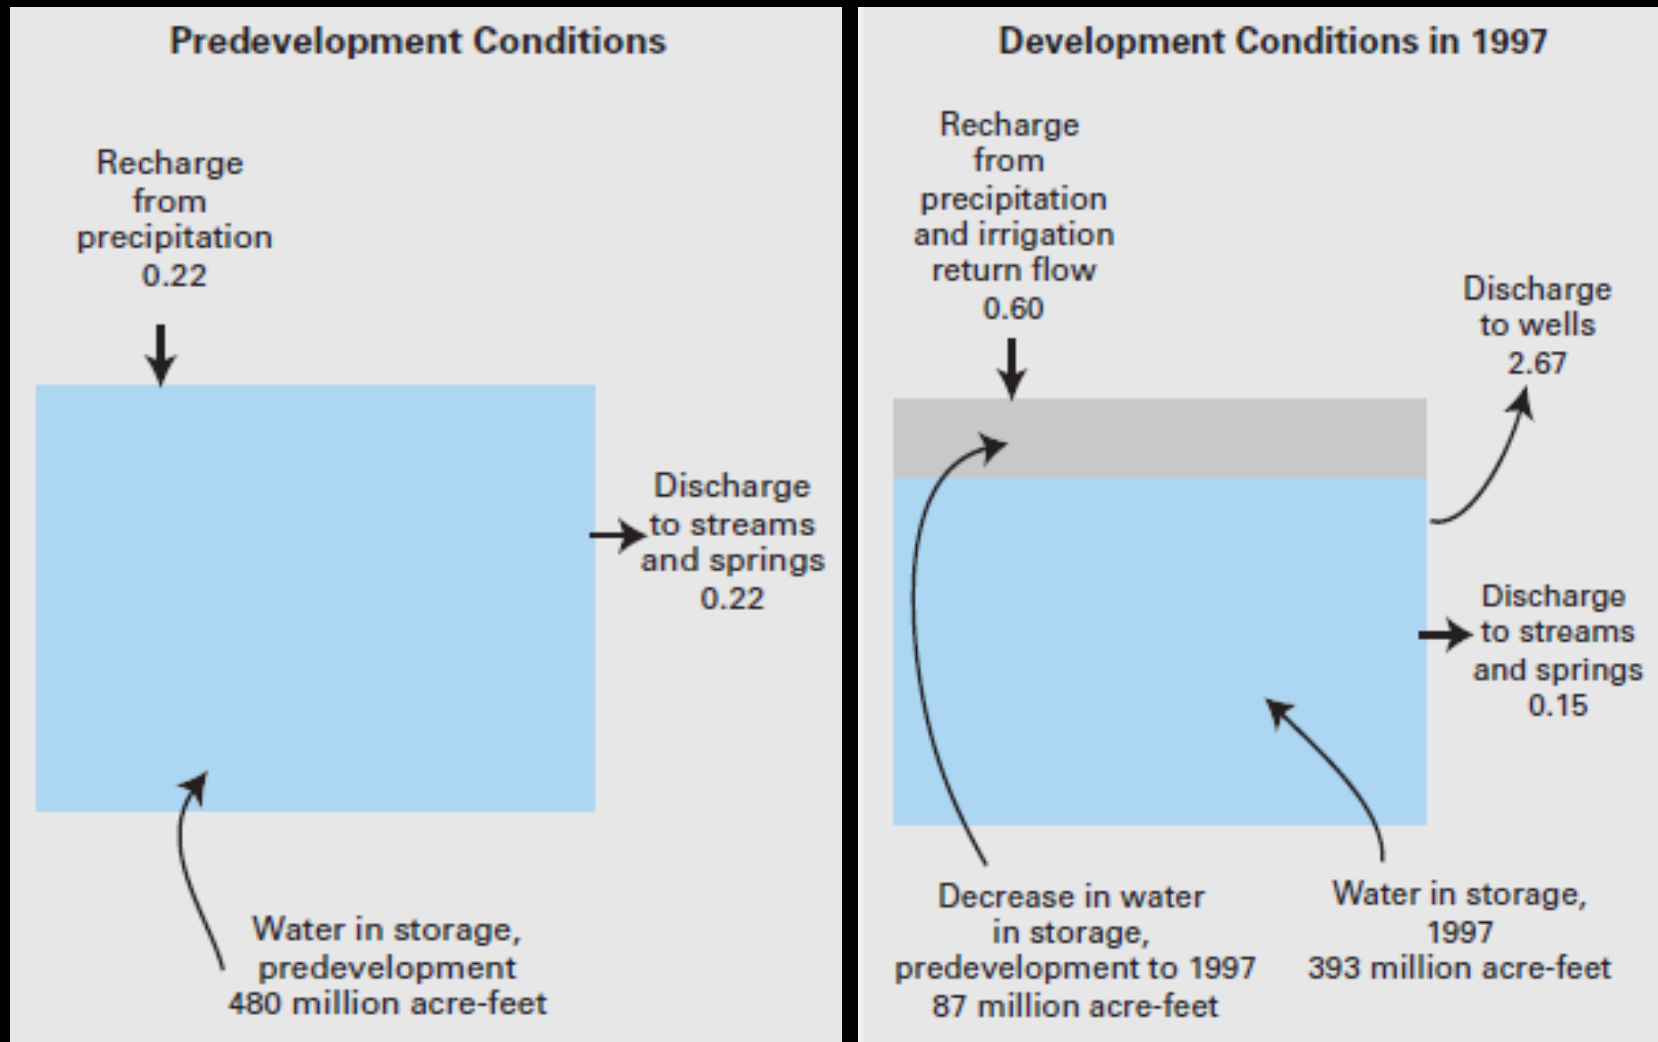 Predevelopment Conditions
Recharge
from
precipitation
0.22
Discharge
to streams
and springs
0.22
Water in storage,
predevelopment
480 million acre-feet
Development Conditions in 1997
Recharge
from
precipitation
and irrigation
return flow
0.60
Discharge
to wells
2.67
Discharge
to streams
and springs
0.15
Decrease in water
in storage,
predevelopment to 1997
87 million acre-feet
Water in storage,
1997
393 million acre-feet